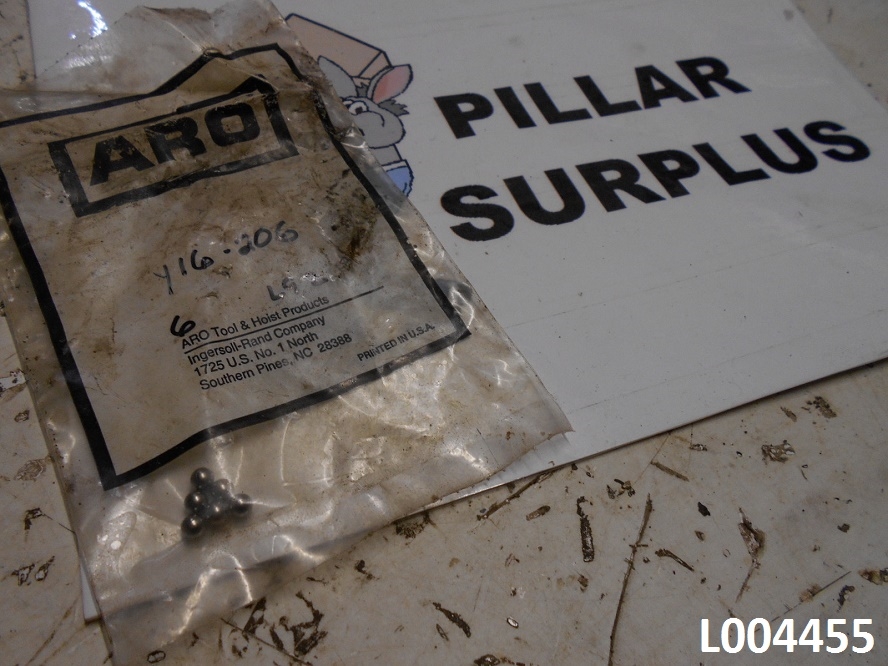 ARO
Y16-206
6
ARO Tool & Hoist Products
Ingersoll-Rand Company
1725 U.S. No. 1 North
Southern Pines, NC 28388
PRINTED IN U.S.A.
PILLAR
SURPLUS
L004455